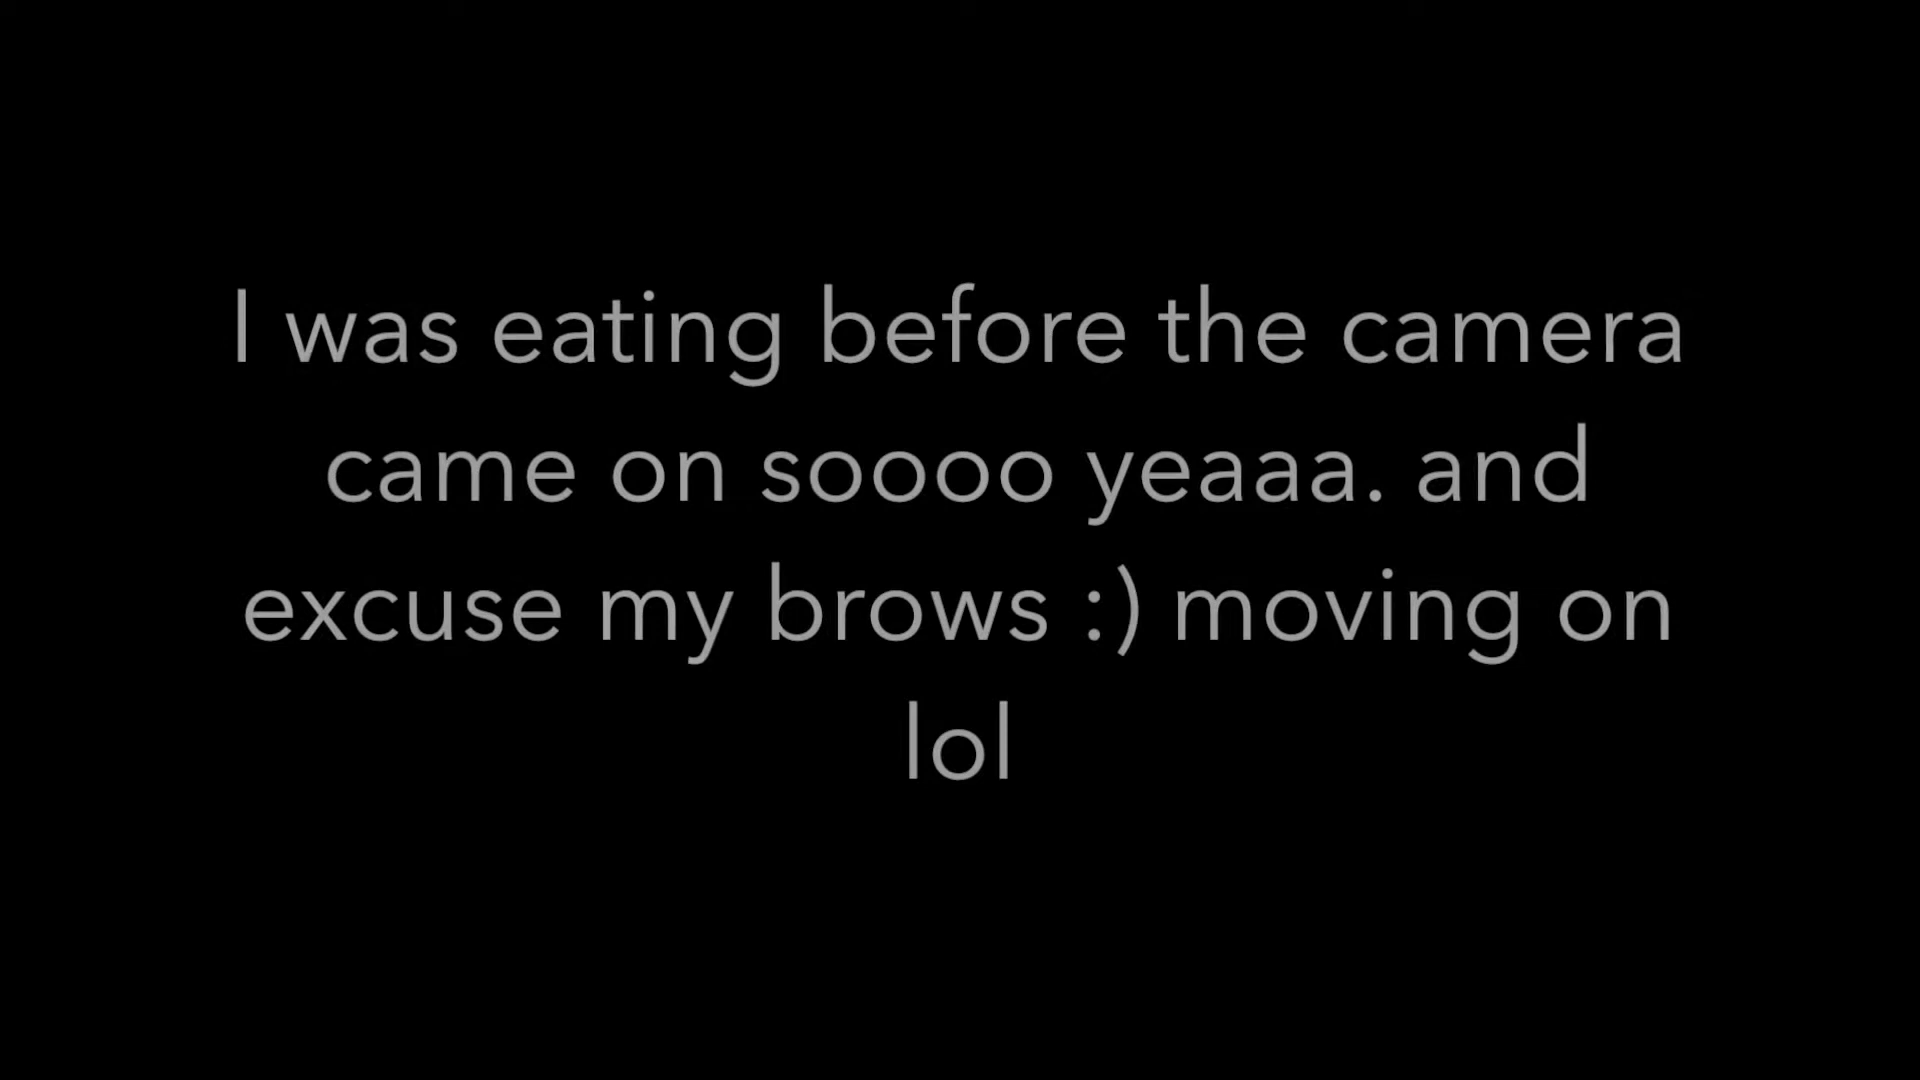 I was eating before the camera
came on soooo yeaaa. and
excuse my brows :) moving on
lol